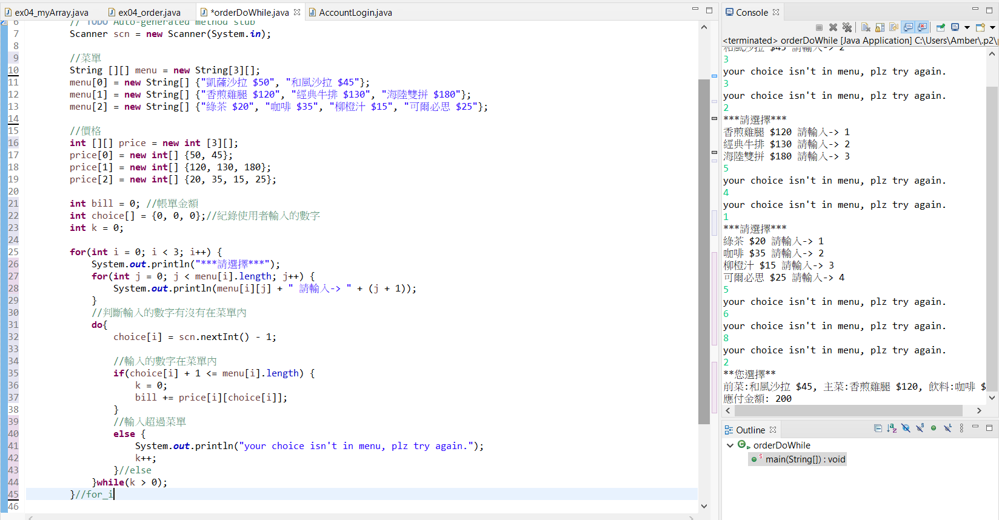 ex04_myArray.java
ex04_order.java
*orderDoWhile.java
AccountLogin.java
6 // TODO Auto-generated method stub
7 Scanner scn = new Scanner(System.in);
8
9 //菜單
10 String [][] menu = new String[3][];
11 menu[0] = new String[] {"凱薩沙拉 $50", "和風沙拉 $45"};
12 menu[1] = new String[] {"香煎雞腿 $120", "經典牛排 $130", "海陸雙拼 $180"};
13 menu[2] = new String[] {"綠茶 $20", "咖啡 $35", "柳橙汁 $15", "可爾必思 $25"};
14
15 //價格
16 int [][] price = new int [3][];
17 price[0] = new int[] {50, 45};
18 price[1] = new int[] {120, 130, 180};
19 price[2] = new int[] {20, 35, 15, 25};
20
21 int bill = 0; //帳單金額
22 int choice[] = {0, 0, 0};//紀錄使用者輸入的數字
23 int k = 0;
24
25 for(int i = 0; i < 3; i++) {
26 System.out.println("***請選擇***");
27 for(int j = 0; j < menu[i].length; j++) {
28 System.out.println(menu[i][j] + " 請輸入-> " + (j + 1));
29 }
30 //判斷輸入的數字有沒有在菜單內
31 do{
32 choice[i] = scn.nextInt() - 1;
33
34 //輸入的數字在菜單內
35 if(choice[i] + 1 <= menu[i].length) {
36 k = 0;
37 bill += price[i][choice[i]];
38 }
39 //輸入超過菜單
40 else {
41 System.out.println("your choice isn't in menu, plz try again.");
42 k++;
43 }//else
44 }while(k > 0);
45 }//for_i
46
Console
<terminated> orderDoWhile [Java Application] C:\Users\Amber\.p2\
和風沙拉 $45 請輸入-> 2
3
your choice isn't in menu, plz try again.
3
your choice isn't in menu, plz try again.
2
***請選擇***
香煎雞腿 $120 請輸入-> 1
經典牛排 $130 請輸入-> 2
海陸雙拼 $180 請輸入-> 3
5
your choice isn't in menu, plz try again.
4
your choice isn't in menu, plz try again.
1
***請選擇***
綠茶 $20 請輸入-> 1
咖啡 $35 請輸入-> 2
柳橙汁 $15 請輸入-> 3
可爾必思 $25 請輸入-> 4
5
your choice isn't in menu, plz try again.
6
your choice isn't in menu, plz try again.
8
your choice isn't in menu, plz try again.
2
**您選擇**
前菜:和風沙拉 $45, 主菜:香煎雞腿 $120, 飲料:咖啡 $
應付金額: 200
Outline
orderDoWhile
main(String[]) : void